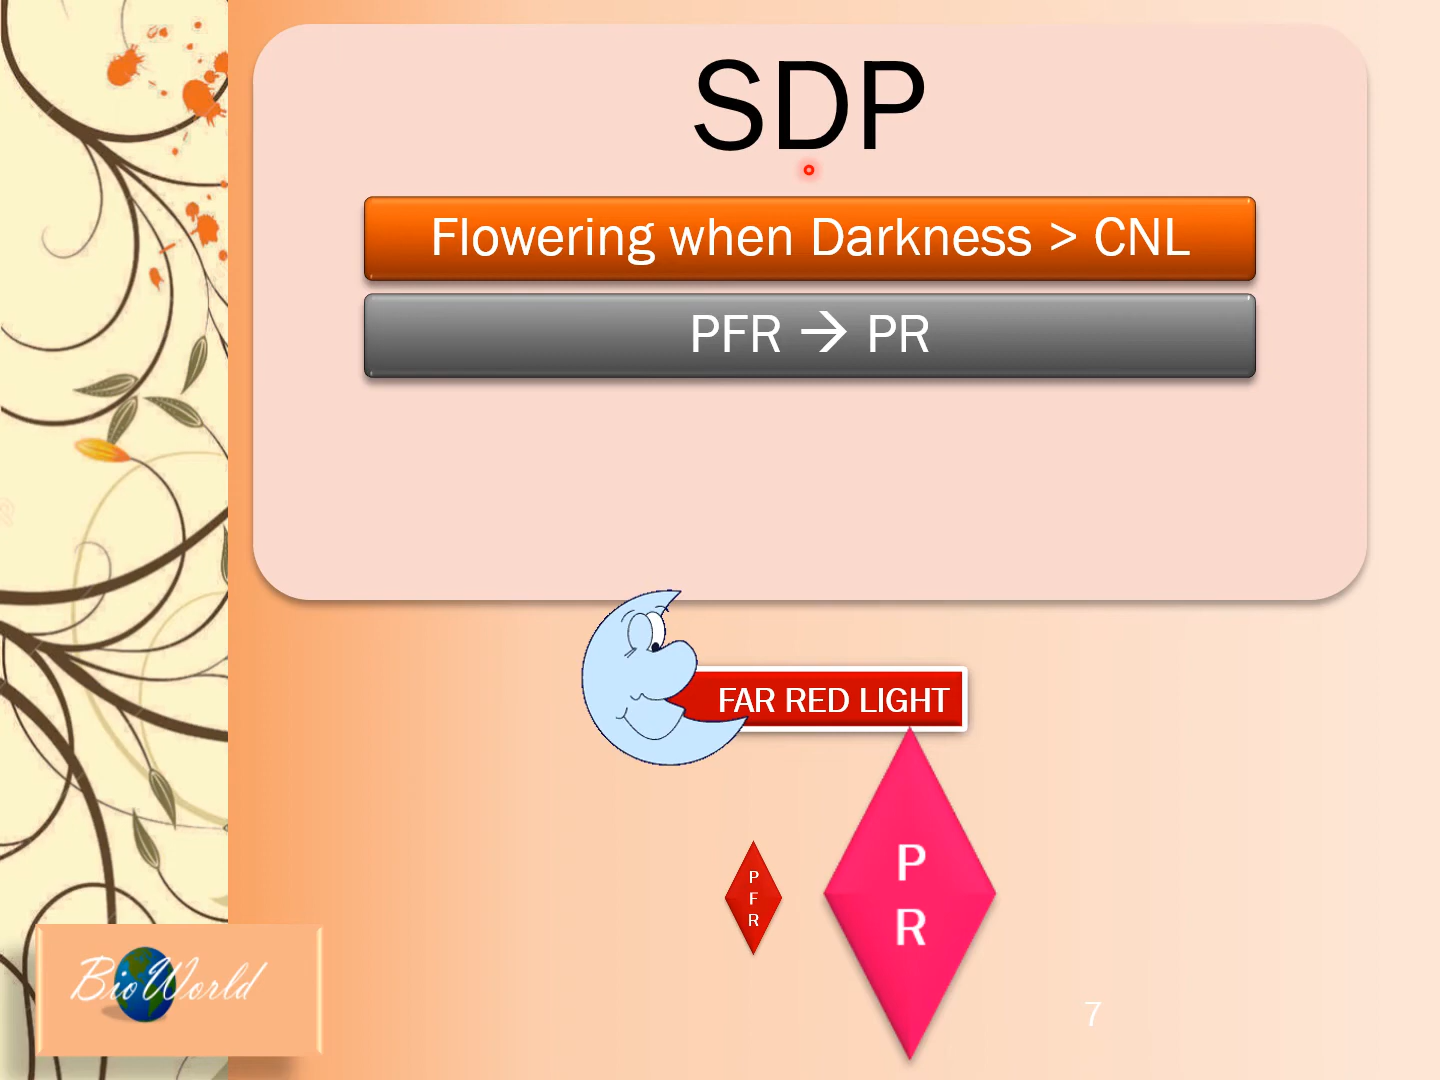 SDP
Flowering when Darkness > CNL
PFR → PR
FAR RED LIGHT
P
F
R
P
R
BioWorld
7